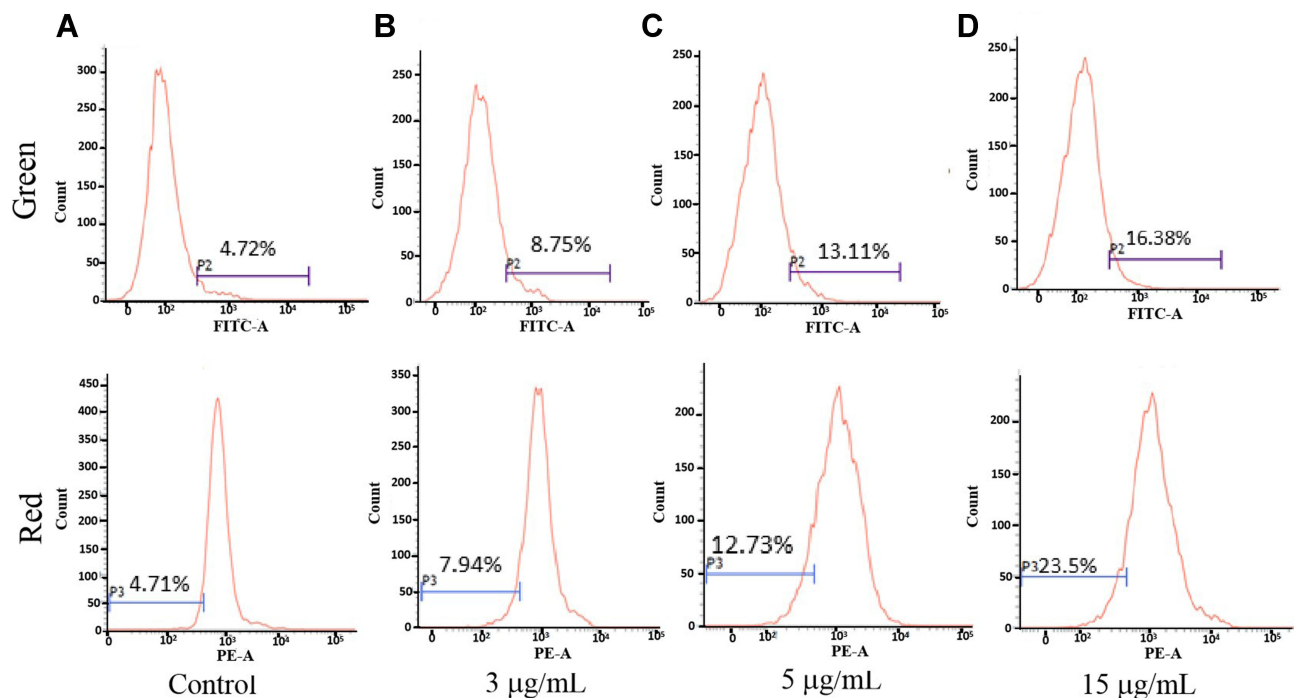 A B C D
Green
Count
300
250
200
150
100
50
0
P2 4.72%
0 10² 10³ 10⁴ 10⁵
FITC-A
Count
250
200
150
100
50
0
P2 8.75%
0 10² 10³ 10⁴ 10⁵
FITC-A
Count
250
200
150
100
50
0
P2 13.11%
0 10² 10³ 10⁴ 10⁵
FITC-A
Count
250
200
150
100
50
0
P2 16.38%
0 10² 10³ 10⁴ 10⁵
FITC-A
Red
Count
450
400
350
300
250
200
150
100
50
0
P3 4.71%
0 10² 10³ 10⁴ 10⁵
PE-A
Control
Count
350
300
250
200
150
100
50
0
P3 7.94%
0 10² 10³ 10⁴ 10⁵
PE-A
3 µg/mL
Count
200
150
100
50
0
P3 12.73%
0 10² 10³ 10⁴ 10⁵
PE-A
5 µg/mL
Count
200
150
100
50
0
P3 23.5%
0 10² 10³ 10⁴ 10⁵
PE-A
15 µg/mL